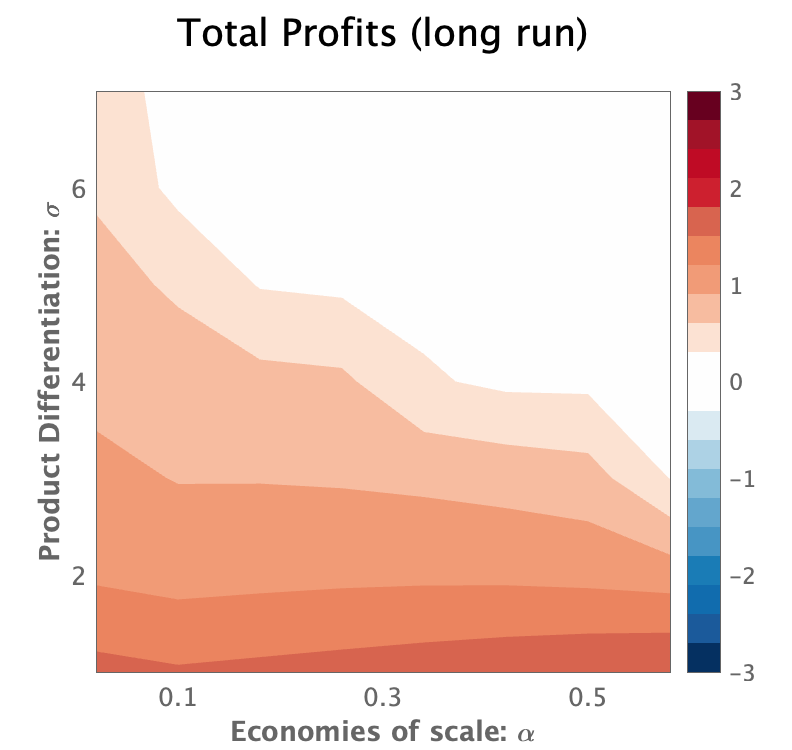 Total Profits (long run)
3
2
1
0
−1
−2
−3
6
4
2
Product Differentiation: σ
0.1 0.3 0.5
Economies of scale: α